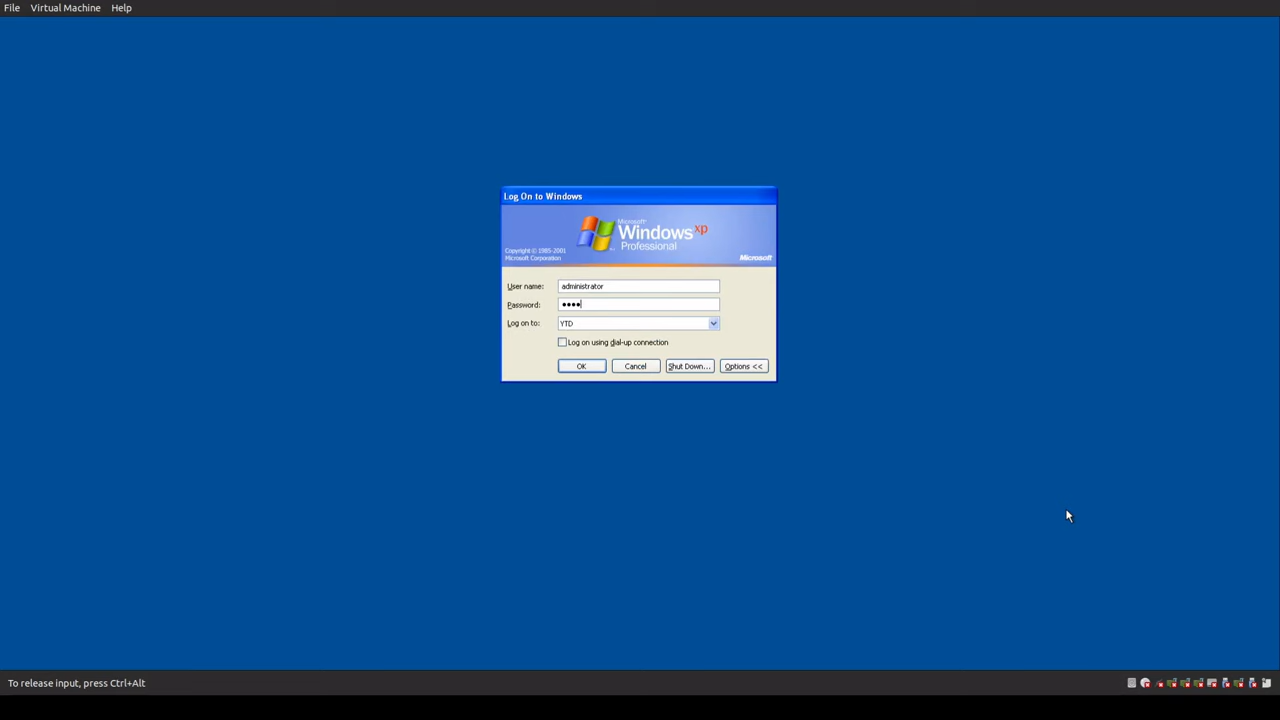 File Virtual Machine Help
Log On to Windows
Microsoft®
Windows xp
Professional
Copyright © 1985-2001
Microsoft Corporation
Microsoft
User name: administrator
Password: ●●●●
Log on to: YTD
Log on using dial-up connection
OK Cancel Shut Down... Options <<
To release input, press Ctrl+Alt